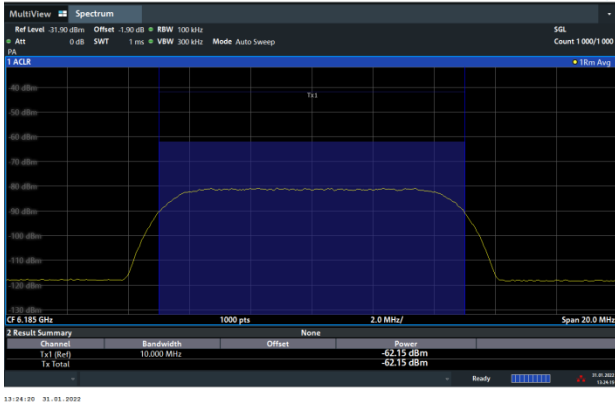 MultiView Spectrum
Ref Level -31.90 dBm Offset -1.90 dB RBW 100 kHz SGL
Att 0 dB SWT 1 ms VBW 300 kHz Mode Auto Sweep Count 1 000/1 000
PA
1 ACLR 1Rm Avg
Tx1
-40 dBm
-50 dBm
-60 dBm
-70 dBm
-80 dBm
-90 dBm
-100 dBm
-110 dBm
-120 dBm
-130 dBm
CF 6.185 GHz 1000 pts 2.0 MHz/ Span 20.0 MHz
2 Result Summary None
Channel Bandwidth Offset Power
Tx1 (Ref) 10.000 MHz -62.15 dBm
Tx Total -62.15 dBm
Ready 31.01.2022
13:24:19
13:24:20 31.01.2022